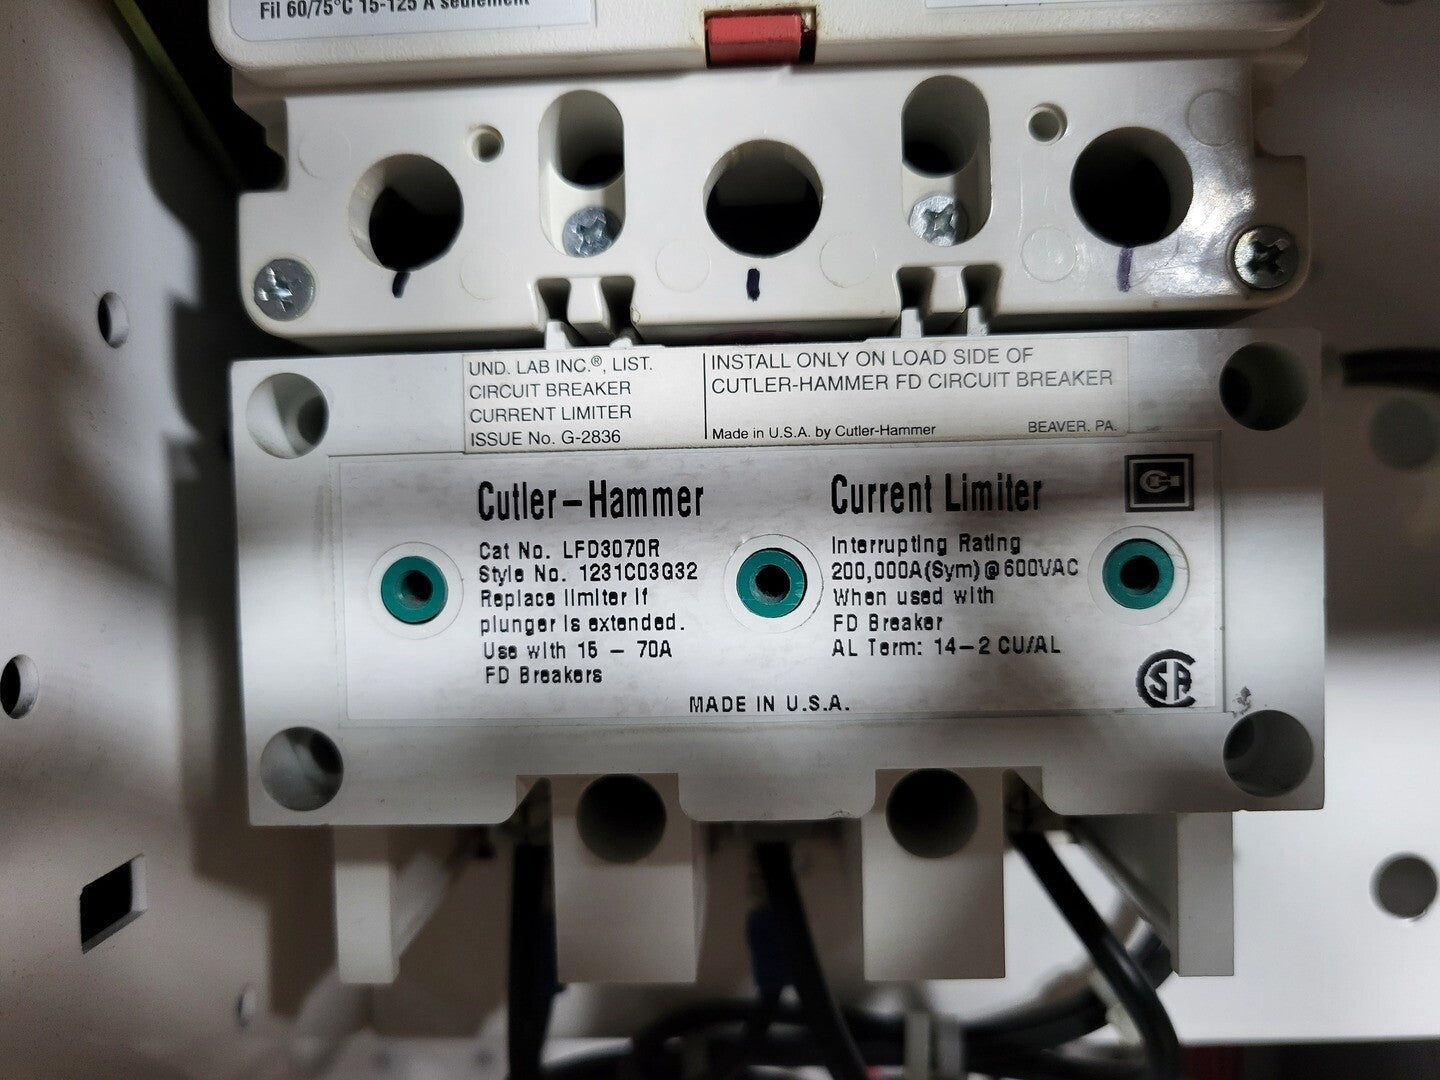 Fil 60/75°C 15-125 A seulement
UND. LAB INC.®, LIST.
CIRCUIT BREAKER
CURRENT LIMITER
ISSUE No. G-2836
INSTALL ONLY ON LOAD SIDE OF
CUTLER-HAMMER FD CIRCUIT BREAKER
Made in U.S.A. by Cutler-Hammer
BEAVER. PA.
Cutler-Hammer
Cat No. LFD3070R
Style No. 1231C03G32
Replace limiter if
plunger is extended.
Use with 15 - 70A
FD Breakers
Current Limiter
Interrupting Rating
200,000A(Sym)@600VAC
When used with
FD Breaker
AL Term: 14-2 CU/AL
MADE IN U.S.A.
CH
SA